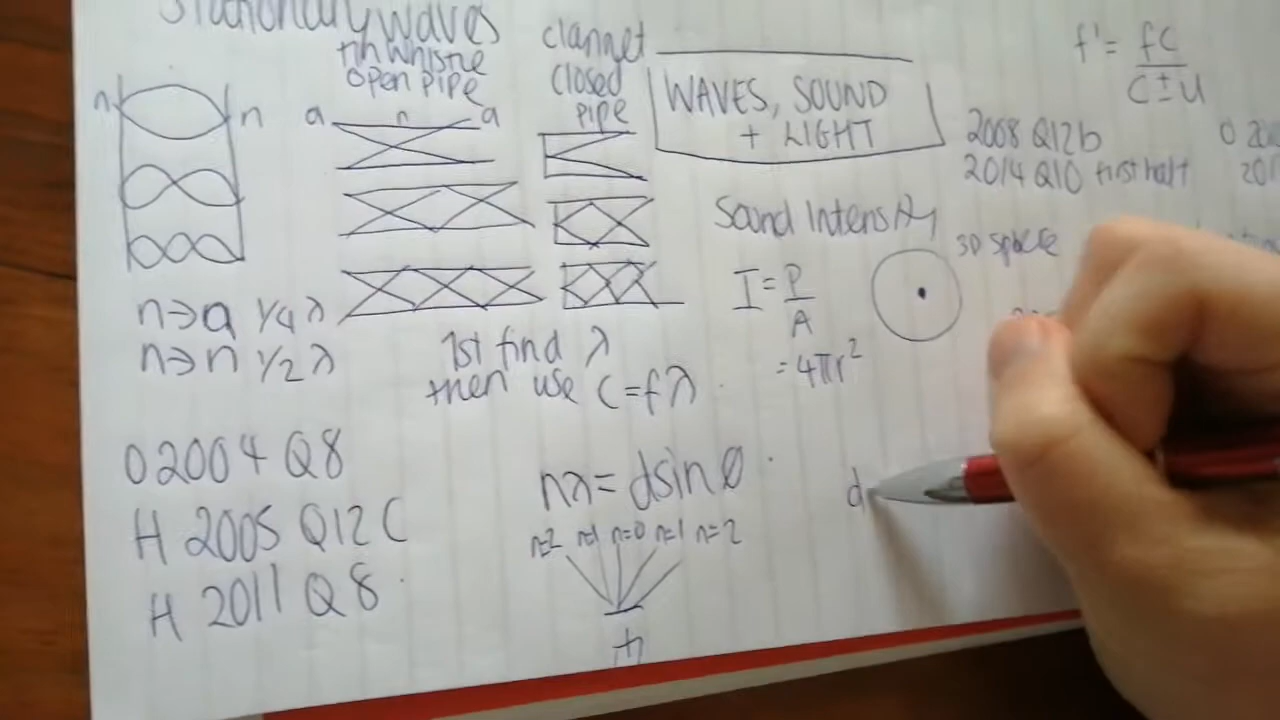 Stationary waves
tin whistle
open pipe
n
n
a
n
a
clarinet
closed
pipe
WAVES, SOUND
+ LIGHT
f' = fc
c ± u
2008 Q12b
2014 Q10 first half
Sound Intensity
3D space
I = P
A
= 4πr²
n → a 1/4 λ
n → n 1/2 λ
1st find λ
then use c = fλ
O 2004 Q8
H 2005 Q12 C
H 2011 Q8
nλ = dsin θ
n=2 n=1 n=0 n=1 n=2
d